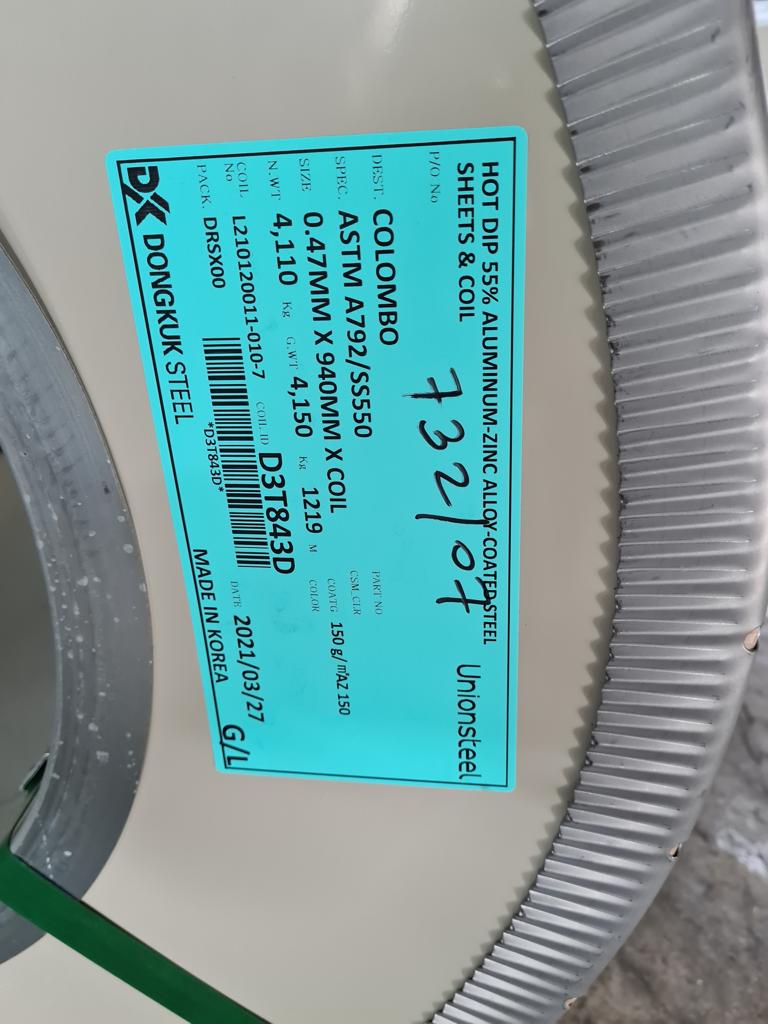 HOT DIP 55% ALUMINUM-ZINC ALLOY-COATED STEEL
SHEETS & COIL
Unionsteel
P/O No
732/07
PART NO
DEST. COLOMBO
CSM.CLR
SPEC. ASTM A792/SS550
COATG 150 g/㎡AZ 150
SIZE 0.47MM X 940MM X COIL
COLOR
N.WT 4,110 Kg G.WT 4,150 Kg 1219 M
COIL No L210120011-010-7 COIL.ID D3T843D
DATE 2021/03/27
PACK. DRSX00
*D3T843D*
G/L
DK DONGKUK STEEL
MADE IN KOREA